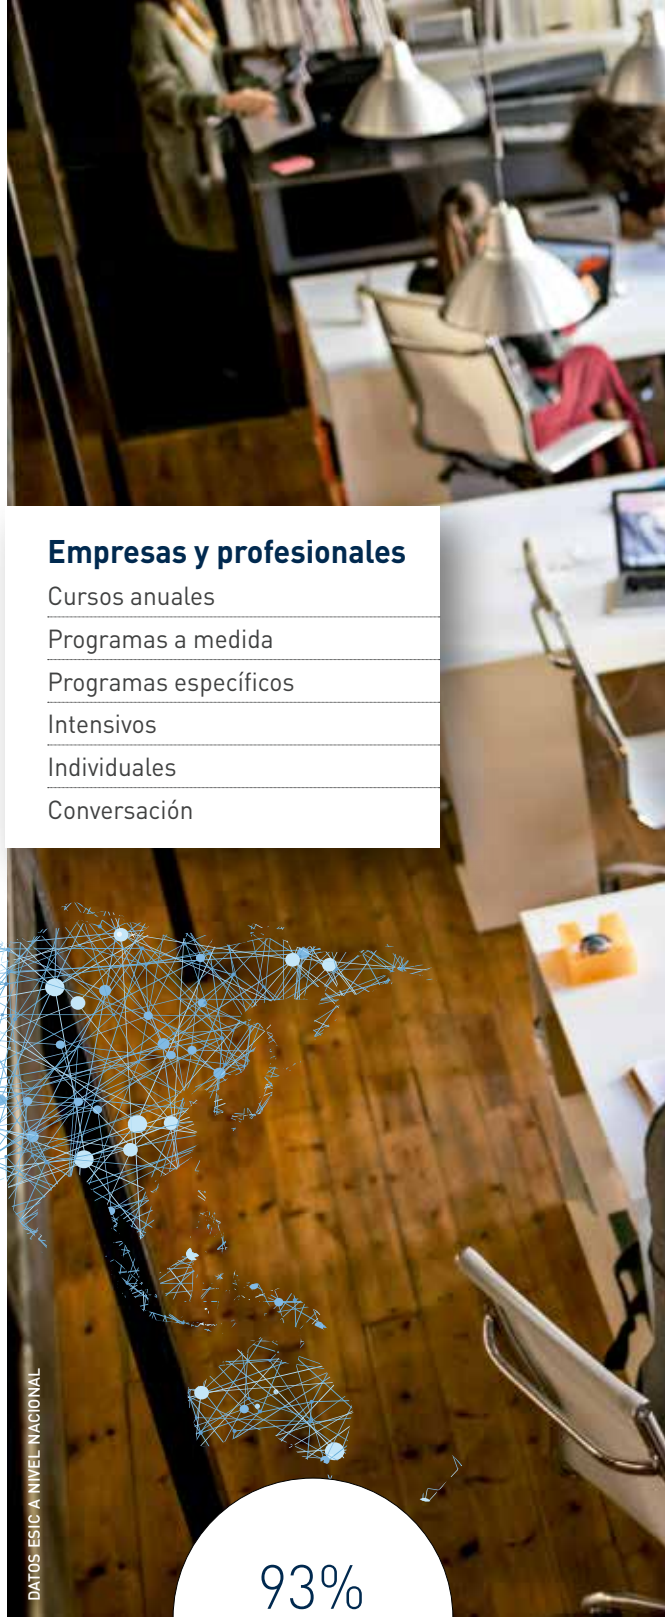 Empresas y profesionales
Cursos anuales
Programas a medida
Programas específicos
Intensivos
Individuales
Conversación
DATOS ESIC A NIVEL NACIONAL
93%